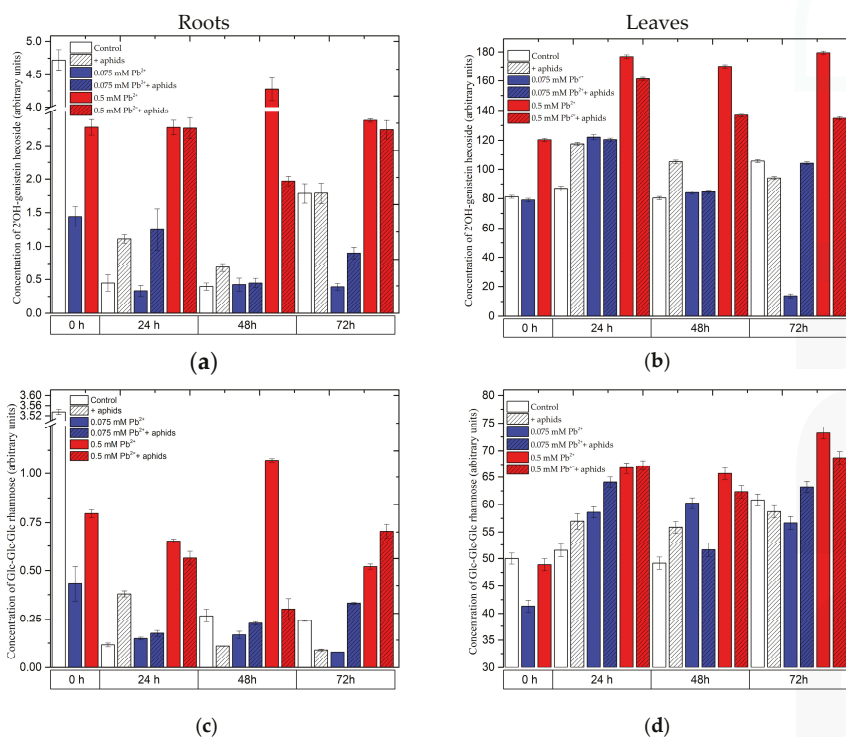 Roots
Concentration of 2'OH-genistein hexoside (arbitrary units)
5.0
4.5
4.0
2.5
2.0
1.5
1.0
0.5
0.0
Control
+ aphids
0.075 mM Pb²⁺
0.075 mM Pb²⁺+ aphids
0.5 mM Pb²⁺
0.5 mM Pb²⁺+ aphids
0 h 24 h 48h 72h
(a)
Leaves
Concentration of 2'OH-genistein hexoside (arbitrary units)
180
160
140
120
100
80
60
40
20
0
Control
+ aphids
0.075 mM Pb²⁺
0.075 mM Pb²⁺+ aphids
0.5 mM Pb²⁺
0.5 mM Pb²⁺+ aphids
0 h 24 h 48h 72h
(b)
Concentration of Glc-Glc-Glc rhamnose (arbitrary units)
3.60
3.56
3.52
1.00
0.75
0.50
0.25
0.00
Control
+ aphids
0.075 mM Pb²⁺
0.075 mM Pb²⁺+ aphids
0.5 mM Pb²⁺
0.5 mM Pb²⁺+ aphids
0 h 24 h 48h 72h
(c)
Concenration of Glc-Glc-Glc rhamnose (arbitrary units)
80
75
70
65
60
55
50
45
40
35
30
Control
+ aphids
0.075 mM Pb²⁺
0.075 mM Pb²⁺+ aphids
0.5 mM Pb²⁺
0.5 mM Pb²⁺+ aphids
0 h 24 h 48h 72h
(d)